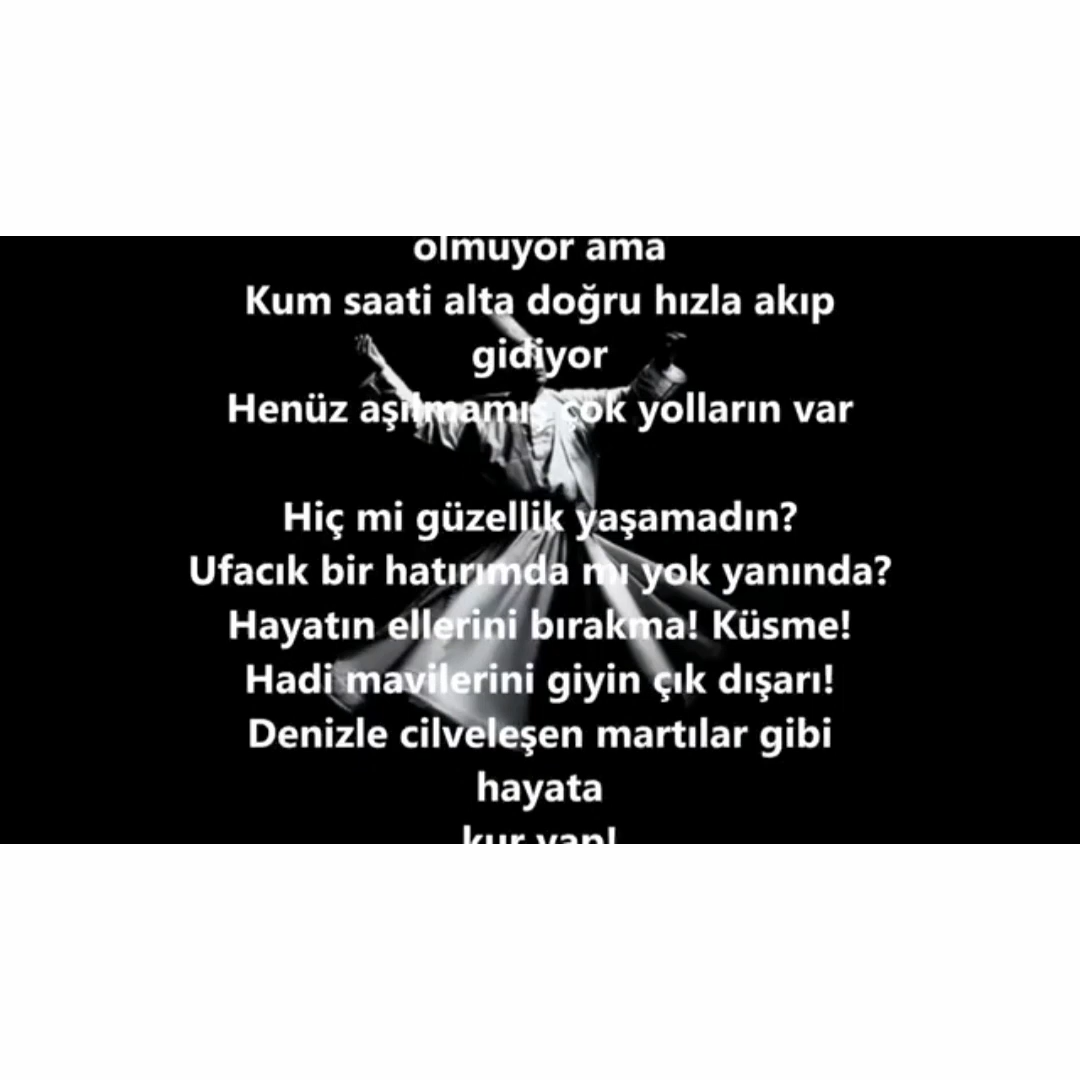 olmuyor ama
Kum saati alta doğru hızla akıp
gidiyor
Henüz aşılmamış çok yolların var
Hiç mi güzellik yaşamadın?
Ufacık bir hatırımda mı yok yanında?
Hayatın ellerini bırakma! Küsme!
Hadi mavilerini giyin çık dışarı!
Denizle cilveleşen martılar gibi
hayata
kur yap!